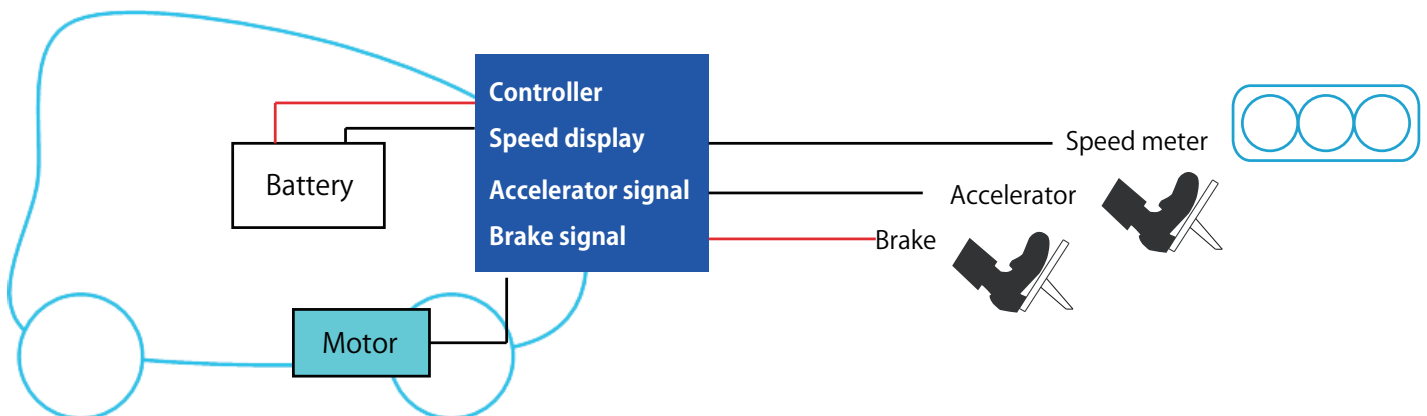 Controller
Speed display
Accelerator signal
Brake signal
Battery
Motor
Speed meter
Accelerator
Brake